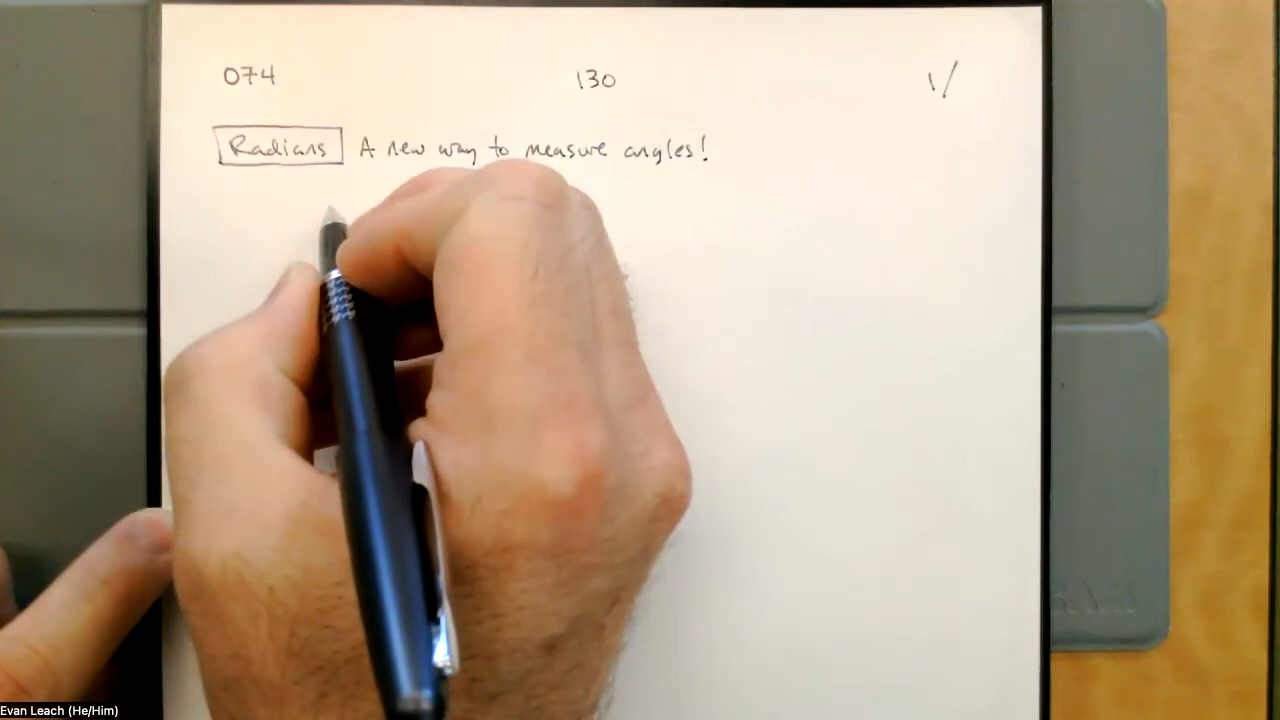 074 130 1/
Radians A new way to measure angles!
Evan Leach (He/Him)